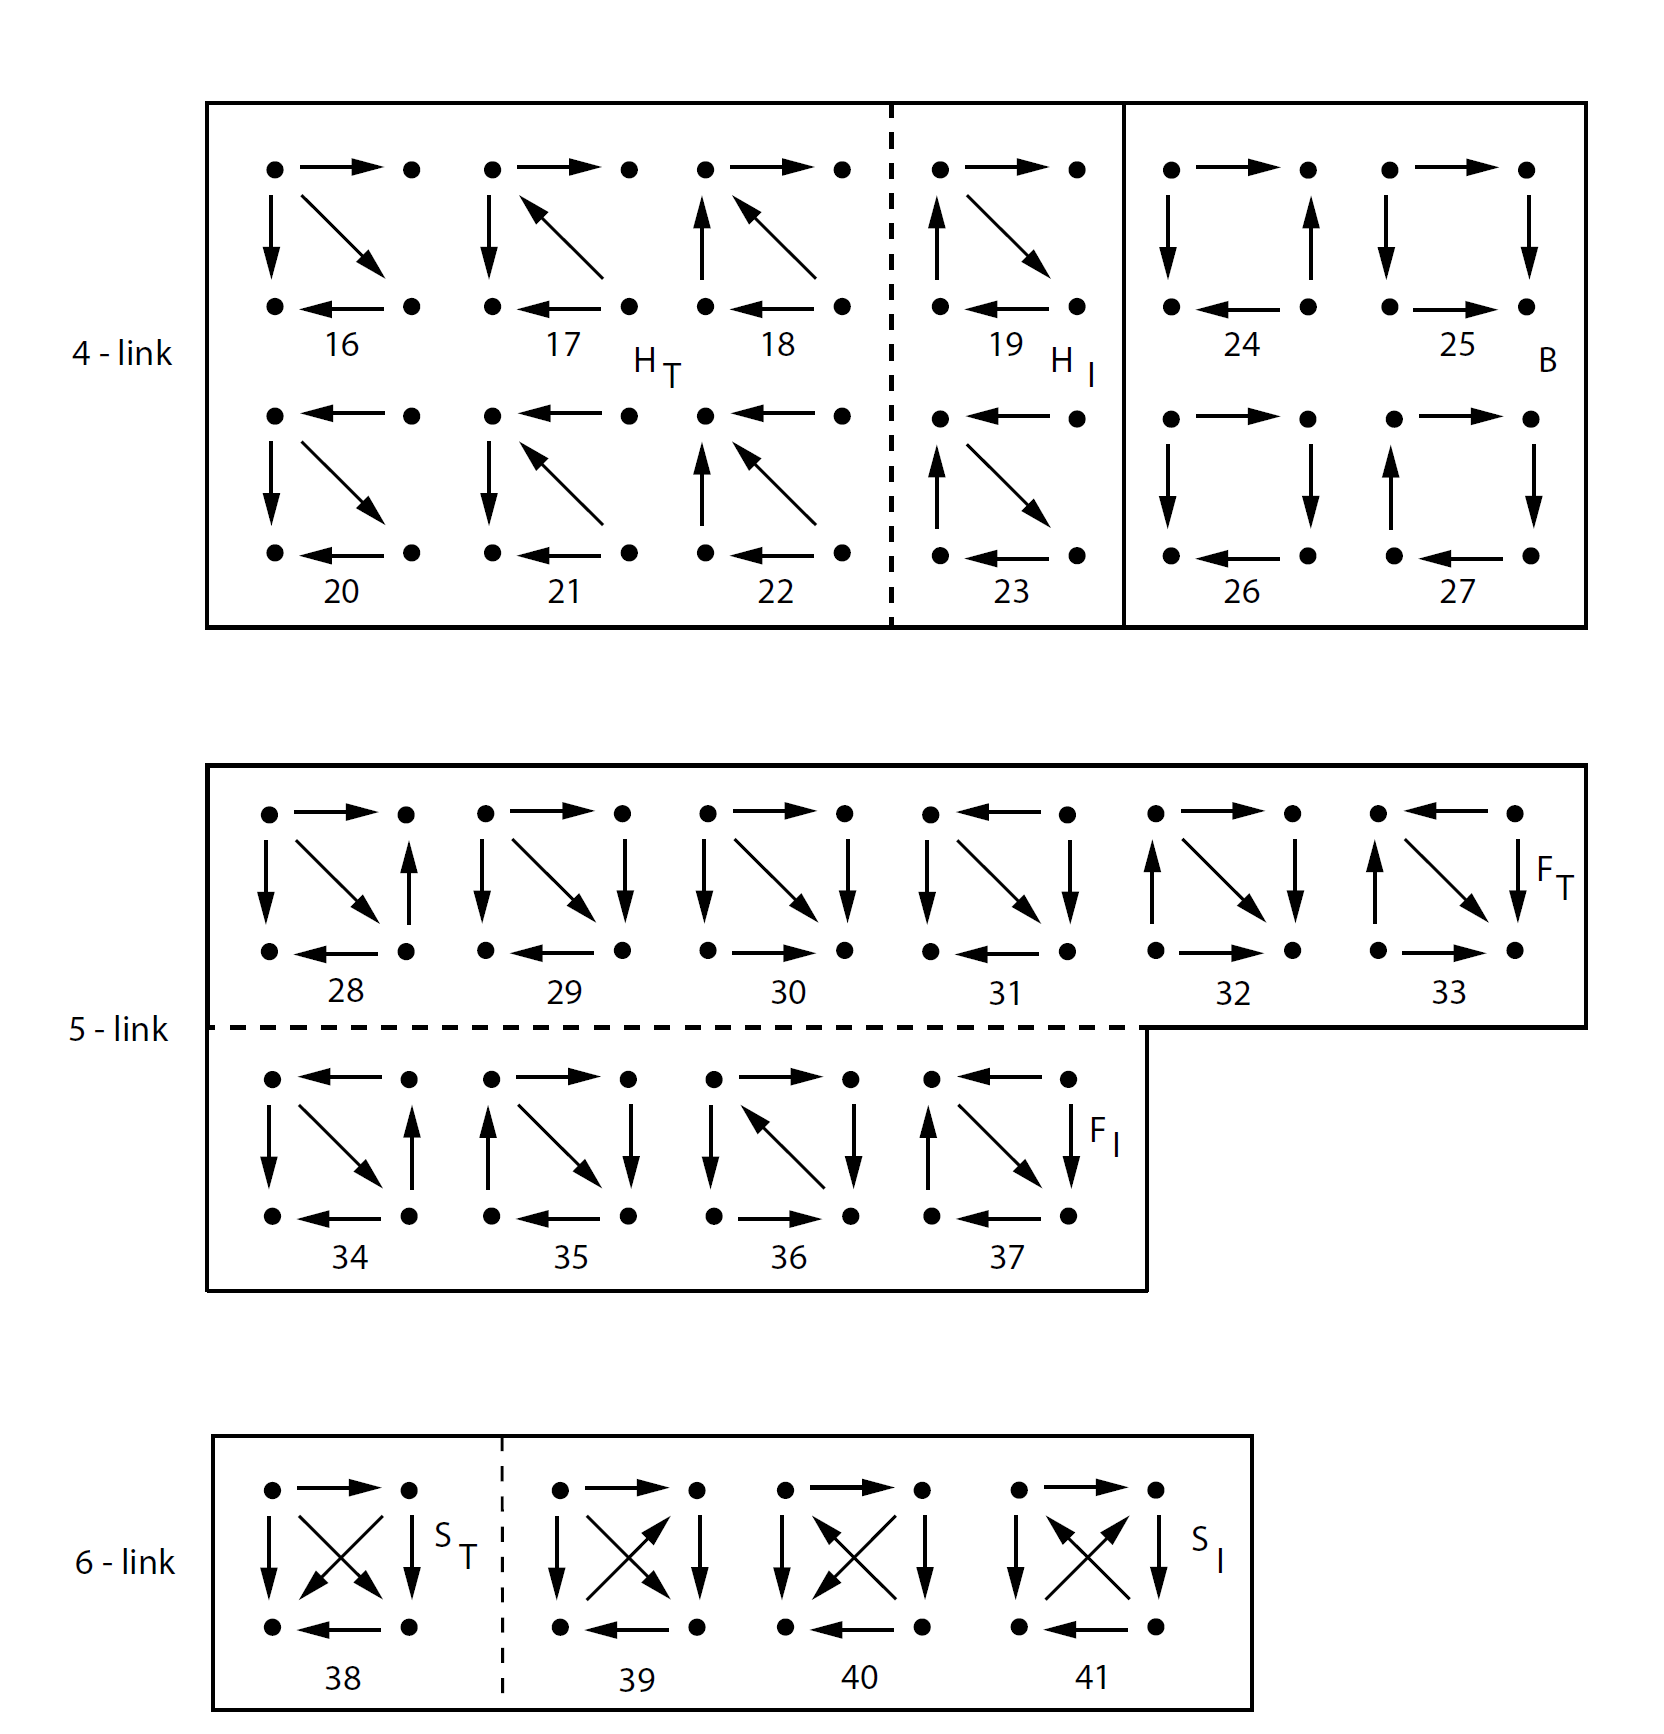 16 17 18 19 24 25
4 - link H T H I B
20 21 22 23 26 27
F T
28 29 30 31 32 33
5 - link
F I
34 35 36 37
S T S I
6 - link
38 39 40 41